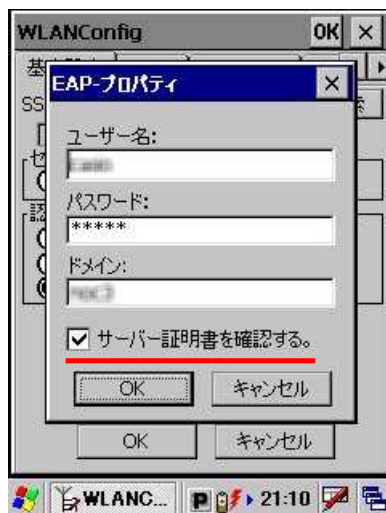 WLANConfig OK
基
EAP-プロパティ
SS
ユーザー名:
パスワード:
*****
ドメイン:
サーバー証明書を確認する。
OK キャンセル
OK キャンセル
WLANC... P 21:10